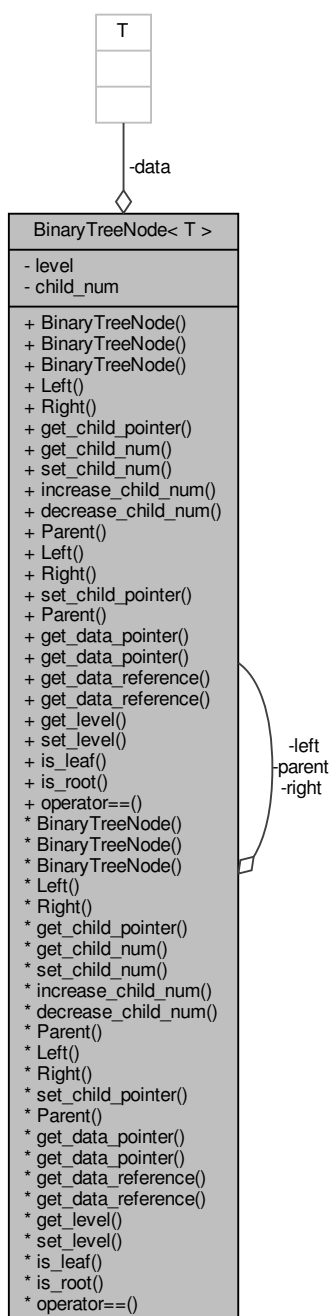 T
-data
BinaryTreeNode< T >
- level
- child_num
+ BinaryTreeNode()
+ BinaryTreeNode()
+ BinaryTreeNode()
+ Left()
+ Right()
+ get_child_pointer()
+ get_child_num()
+ set_child_num()
+ increase_child_num()
+ decrease_child_num()
+ Parent()
+ Left()
+ Right()
+ set_child_pointer()
+ Parent()
+ get_data_pointer()
+ get_data_pointer()
+ get_data_reference()
+ get_data_reference()
+ get_level()
+ set_level()
+ is_leaf()
+ is_root()
+ operator==()
* BinaryTreeNode()
* BinaryTreeNode()
* BinaryTreeNode()
* Left()
* Right()
* get_child_pointer()
* get_child_num()
* set_child_num()
* increase_child_num()
* decrease_child_num()
* Parent()
* Left()
* Right()
* set_child_pointer()
* Parent()
* get_data_pointer()
* get_data_pointer()
* get_data_reference()
* get_data_reference()
* get_level()
* set_level()
* is_leaf()
* is_root()
* operator==()
-left
-parent
-right